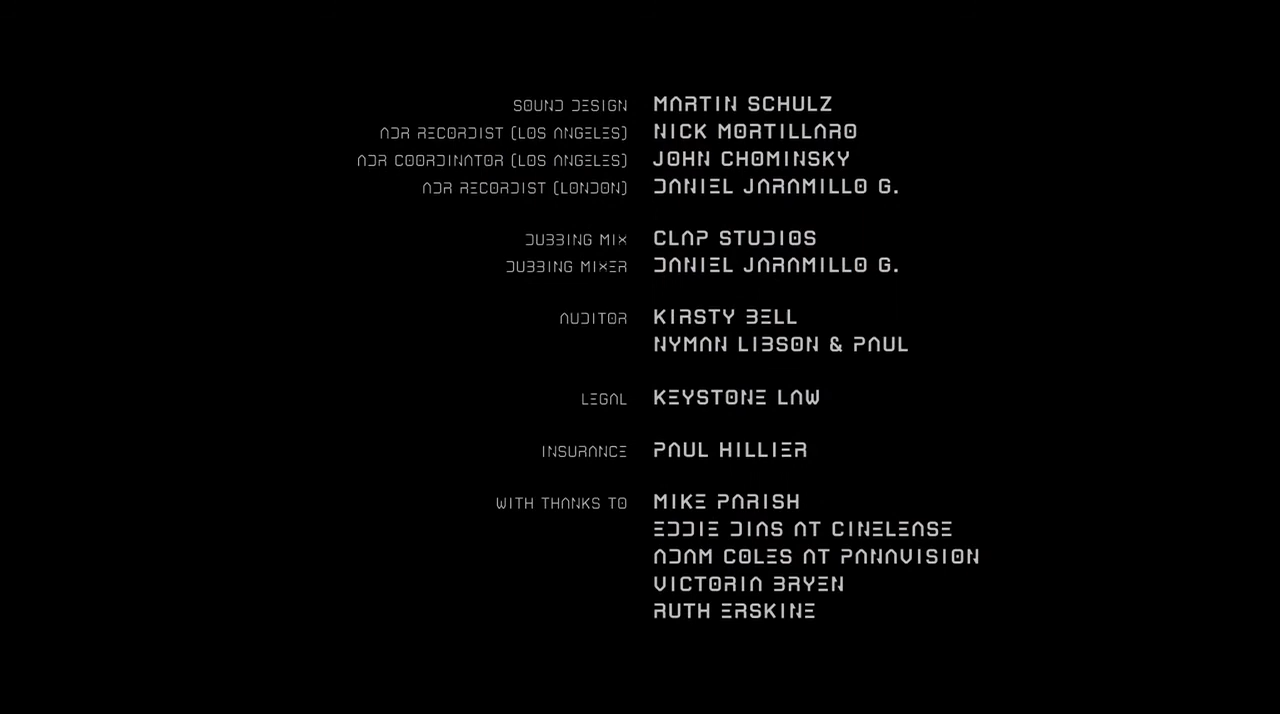 SOUND DESIGN MARTIN SCHULZ
ADR RECORDIST (LOS ANGELES) NICK MORTILLARO
ADR COORDINATOR (LOS ANGELES) JOHN CHOMINSKY
ADR RECORDIST (LONDON) DANIEL JARAMILLO G.
DUBBING MIX CLAP STUDIOS
DUBBING MIXER DANIEL JARAMILLO G.
AUDITOR KIRSTY BELL
NYMAN LIBSON & PAUL
LEGAL KEYSTONE LAW
INSURANCE PAUL HILLIER
WITH THANKS TO MIKE PARISH
EDDIE DIAS AT CINELEASE
ADAM COLES AT PANAVISION
VICTORIA BRYEN
RUTH ERSKINE